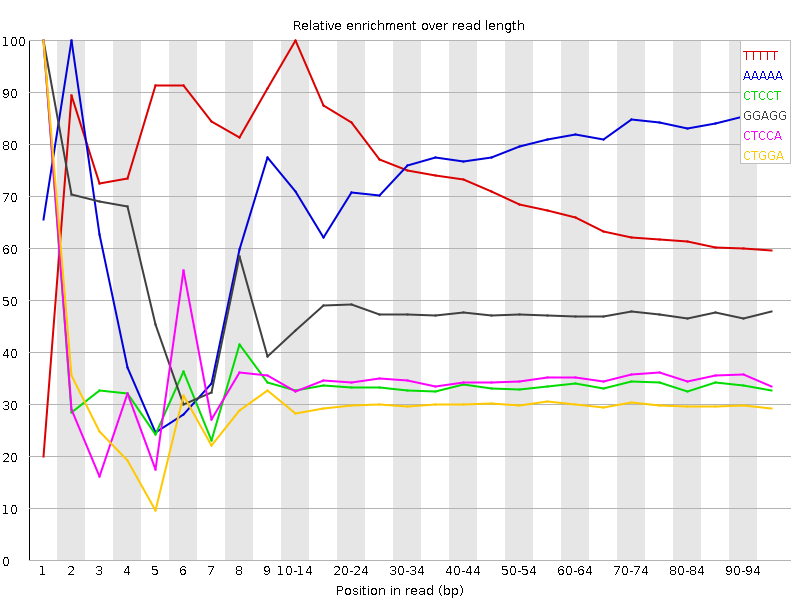 Relative enrichment over read length
100
90
80
70
60
50
40
30
20
10
0
TTTTT
AAAAA
CTCCT
GGAGG
CTCCA
CTGGA
1 2 3 4 5 6 7 8 9 10-14 20-24 30-34 40-44 50-54 60-64 70-74 80-84 90-94
Position in read (bp)